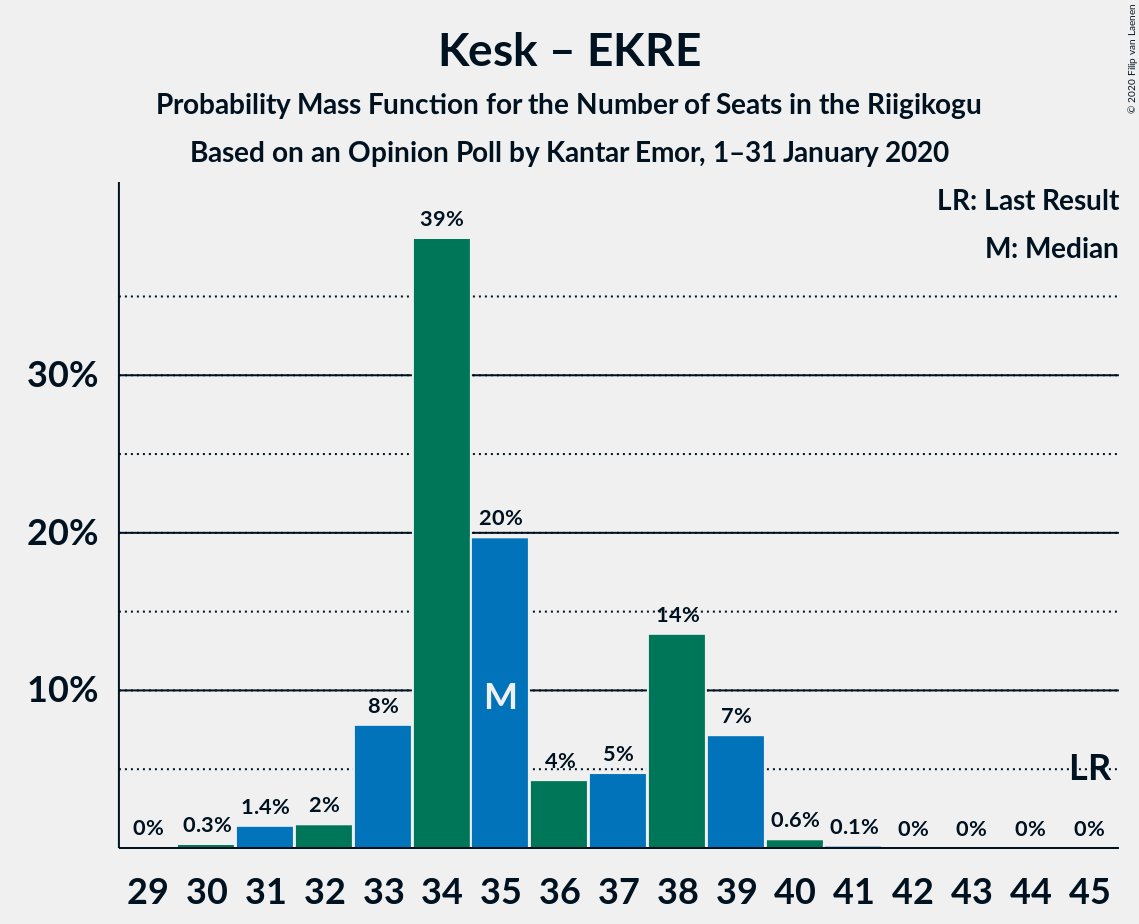 Kesk – EKRE
Probability Mass Function for the Number of Seats in the Riigikogu
Based on an Opinion Poll by Kantar Emor, 1–31 January 2020
© 2020 Filip van Laenen
LR: Last Result
M: Median
30%
20%
10%
0%
0.3%
1.4%
2%
8%
39%
20%
4%
5%
14%
7%
0.6%
0.1%
0%
0%
0%
0%
M
LR
29 30 31 32 33 34 35 36 37 38 39 40 41 42 43 44 45